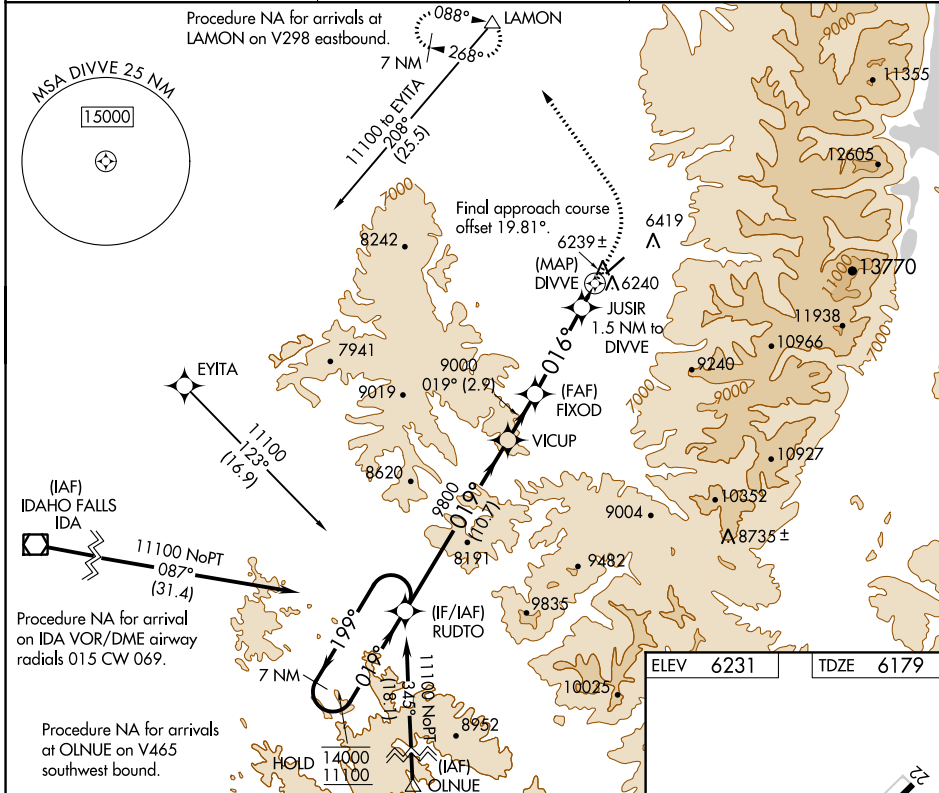 Procedure NA for arrivals at
LAMON on V298 eastbound.
088°
LAMON
268°
7 NM
MSA DIVVE 25 NM
15000
11100 to EYITA
208°
(25.5)
11355
12605
7000
Final approach course
offset 19.81°.
8242
6419
6239±
(MAP)
DIVVE
6240
13770
11000
JUSIR
1.5 NM to
DIVVE
11938
10966
7000
7941
9240
9000
7000
EYITA
9000
019° (2.9)
016°
9019
(FAF)
FIXOD
VICUP
11100
123°
(16.9)
8620
9800
019°
(10.7)
10927
10352
9004
8735±
(IAF)
IDAHO FALLS
IDA
11100 NoPT
087°
(31.4)
8191
9482
9835
Procedure NA for arrival
on IDA VOR/DME airway
radials 015 CW 069.
(IF/IAF)
RUDTO
199°
019°
7 NM
11100 NoPT
345°
(18.1)
10025
ELEV 6231
TDZE 6179
Procedure NA for arrivals
at OLNUE on V465
southwest bound.
8952
HOLD 14000
11100
(IAF)
OLNUE
22